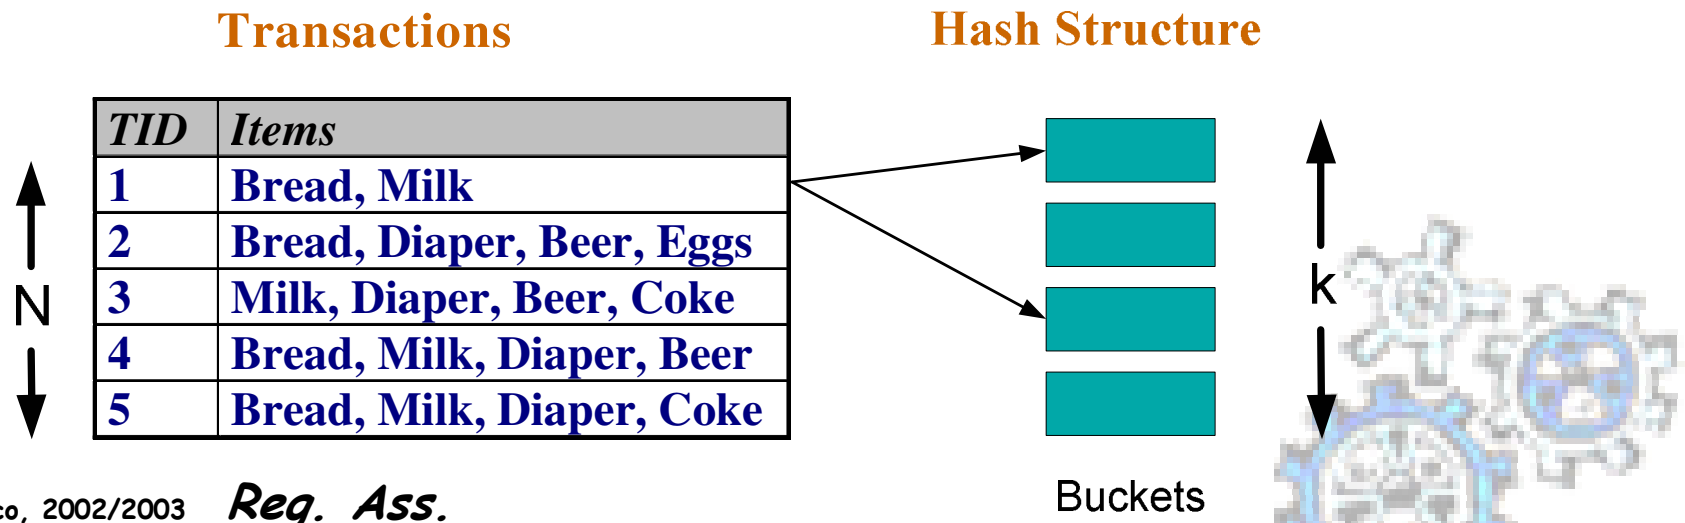 Transactions Hash Structure
TID Items
1 Bread, Milk
2 Bread, Diaper, Beer, Eggs
3 Milk, Diaper, Beer, Coke
4 Bread, Milk, Diaper, Beer
5 Bread, Milk, Diaper, Coke
N
k
Buckets
2002/2003 Reg. Ass.